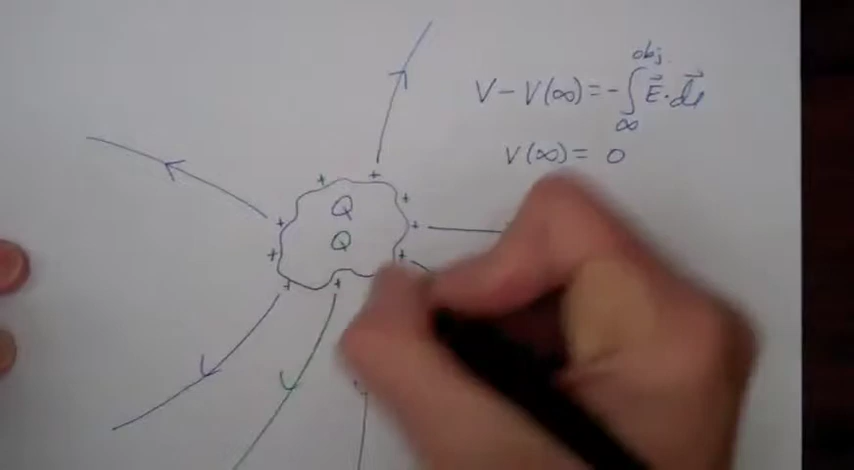 obj.
V - V(∞) = - ∫ E⃗ · dl⃗
∞
V(∞) = 0
+ + +
Q
+ +
Q
+ +
+ +